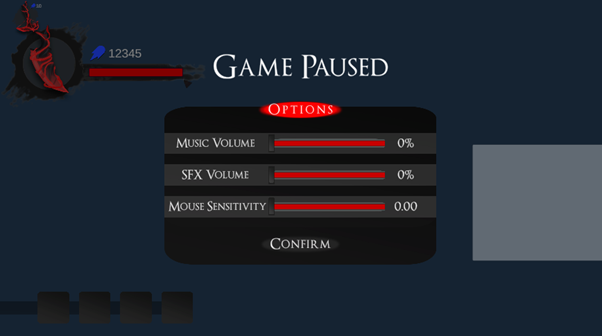 12345
GAME PAUSED
OPTIONS
MUSIC VOLUME 0%
SFX VOLUME 0%
MOUSE SENSITIVITY 0.00
CONFIRM